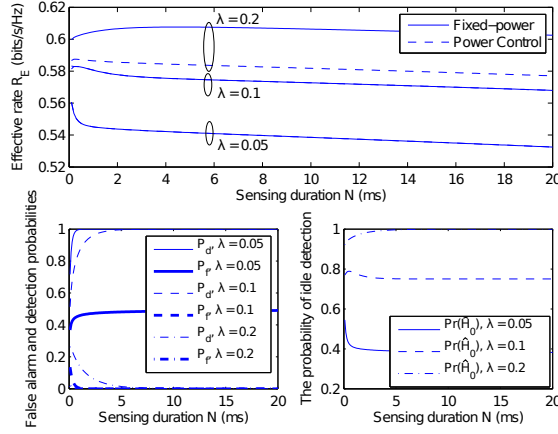 Effective rate R_E (bits/s/Hz)
0.62
0.6
0.58
0.56
0.54
0.52
λ = 0.2
λ = 0.1
λ = 0.05
Fixed−power
Power Control
0 2 4 6 8 10 12 14 16 18 20
Sensing duration N (ms)
False alarm and detection probabilities
1
0.8
0.6
0.4
0.2
0
P_d, λ = 0.05
P_f, λ = 0.05
P_d, λ = 0.1
P_f, λ = 0.1
P_d, λ = 0.2
P_f, λ = 0.2
0 5 10 15 20
Sensing duration N (ms)
The probability of idle detection
1
0.8
0.6
0.4
0.2
Pr(Ĥ_0), λ = 0.05
Pr(Ĥ_0), λ = 0.1
Pr(Ĥ_0), λ = 0.2
0 5 10 15 20
Sensing duration N (ms)